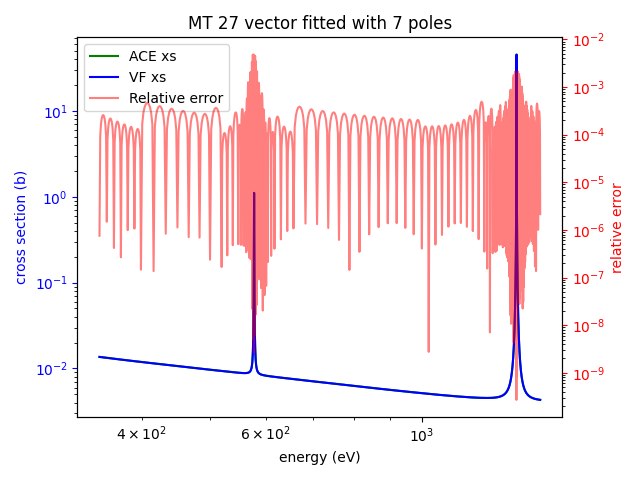 MT 27 vector fitted with 7 poles
ACE xs
VF xs
Relative error
cross section (b)
10¹
10⁰
10⁻¹
10⁻²
10⁻²
10⁻³
10⁻⁴
10⁻⁵
10⁻⁶
10⁻⁷
10⁻⁸
10⁻⁹
relative error
4 × 10² 6 × 10² 10³
energy (eV)